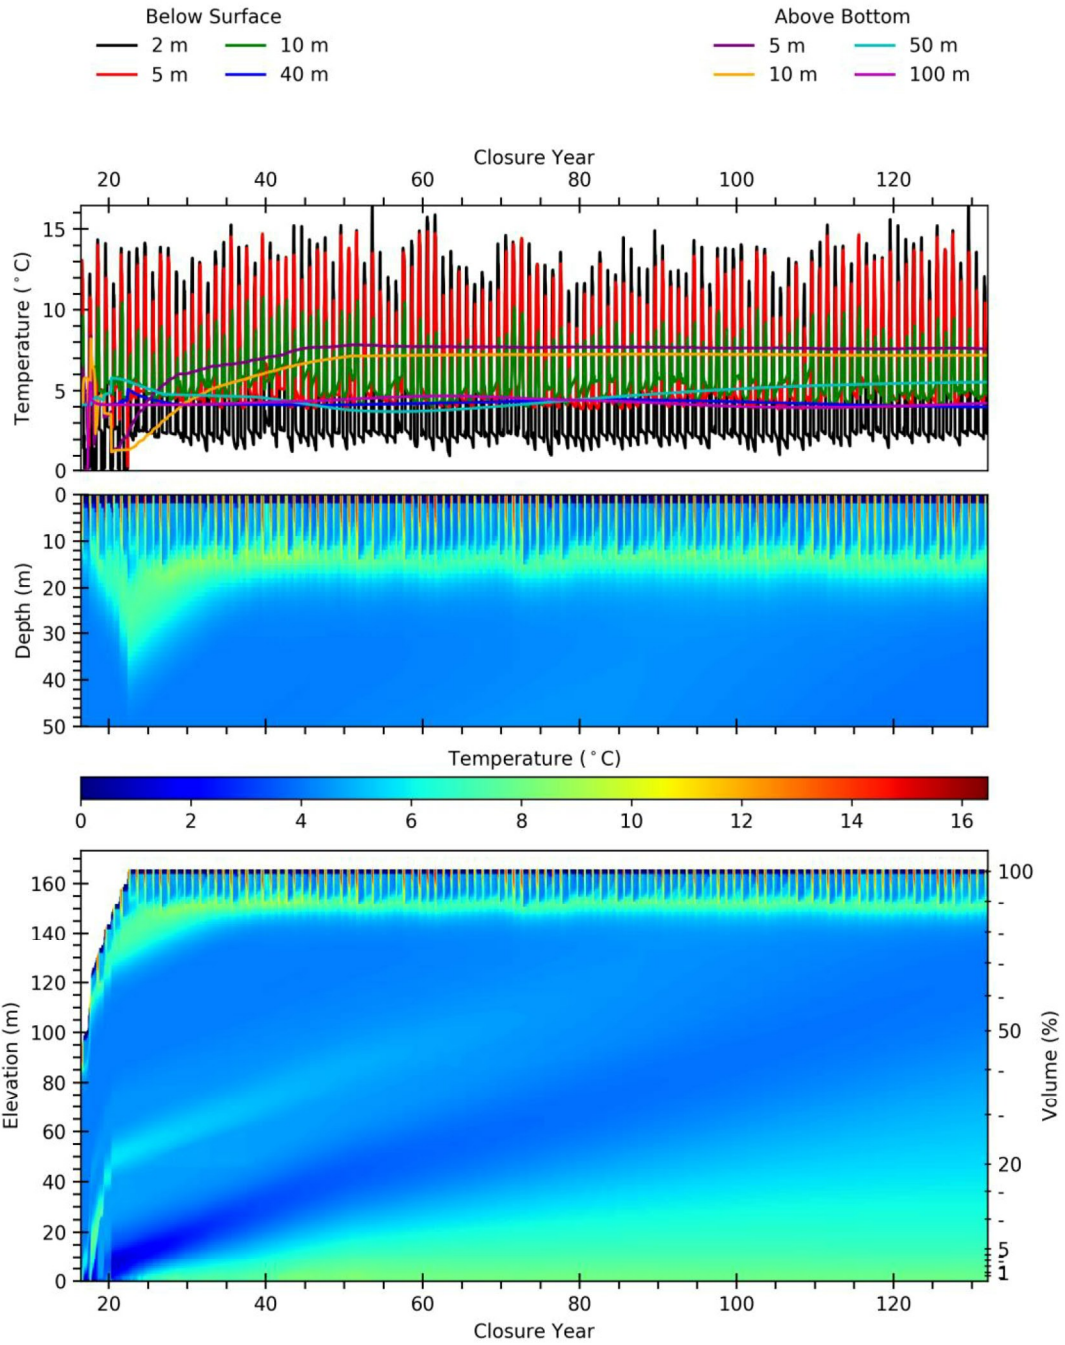 Below Surface
2 m 10 m
5 m 40 m
Above Bottom
5 m 50 m
10 m 100 m
Closure Year
20 40 60 80 100 120
Temperature (°C)
15
10
5
0
Depth (m)
0
10
20
30
40
50
Temperature (°C)
0 2 4 6 8 10 12 14 16
Elevation (m)
160
140
120
100
80
60
40
20
0
100
-
-
-
-
50
-
-
20
-
-
5
1
Volume (%)
20 40 60 80 100 120
Closure Year